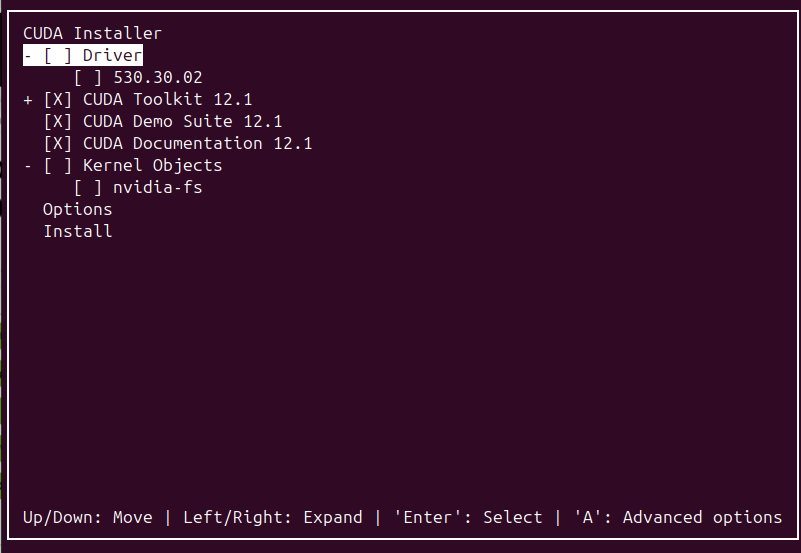 CUDA Installer
- [ ] Driver
[ ] 530.30.02
+ [X] CUDA Toolkit 12.1
[X] CUDA Demo Suite 12.1
[X] CUDA Documentation 12.1
- [ ] Kernel Objects
[ ] nvidia-fs
Options
Install
Up/Down: Move | Left/Right: Expand | 'Enter': Select | 'A': Advanced options